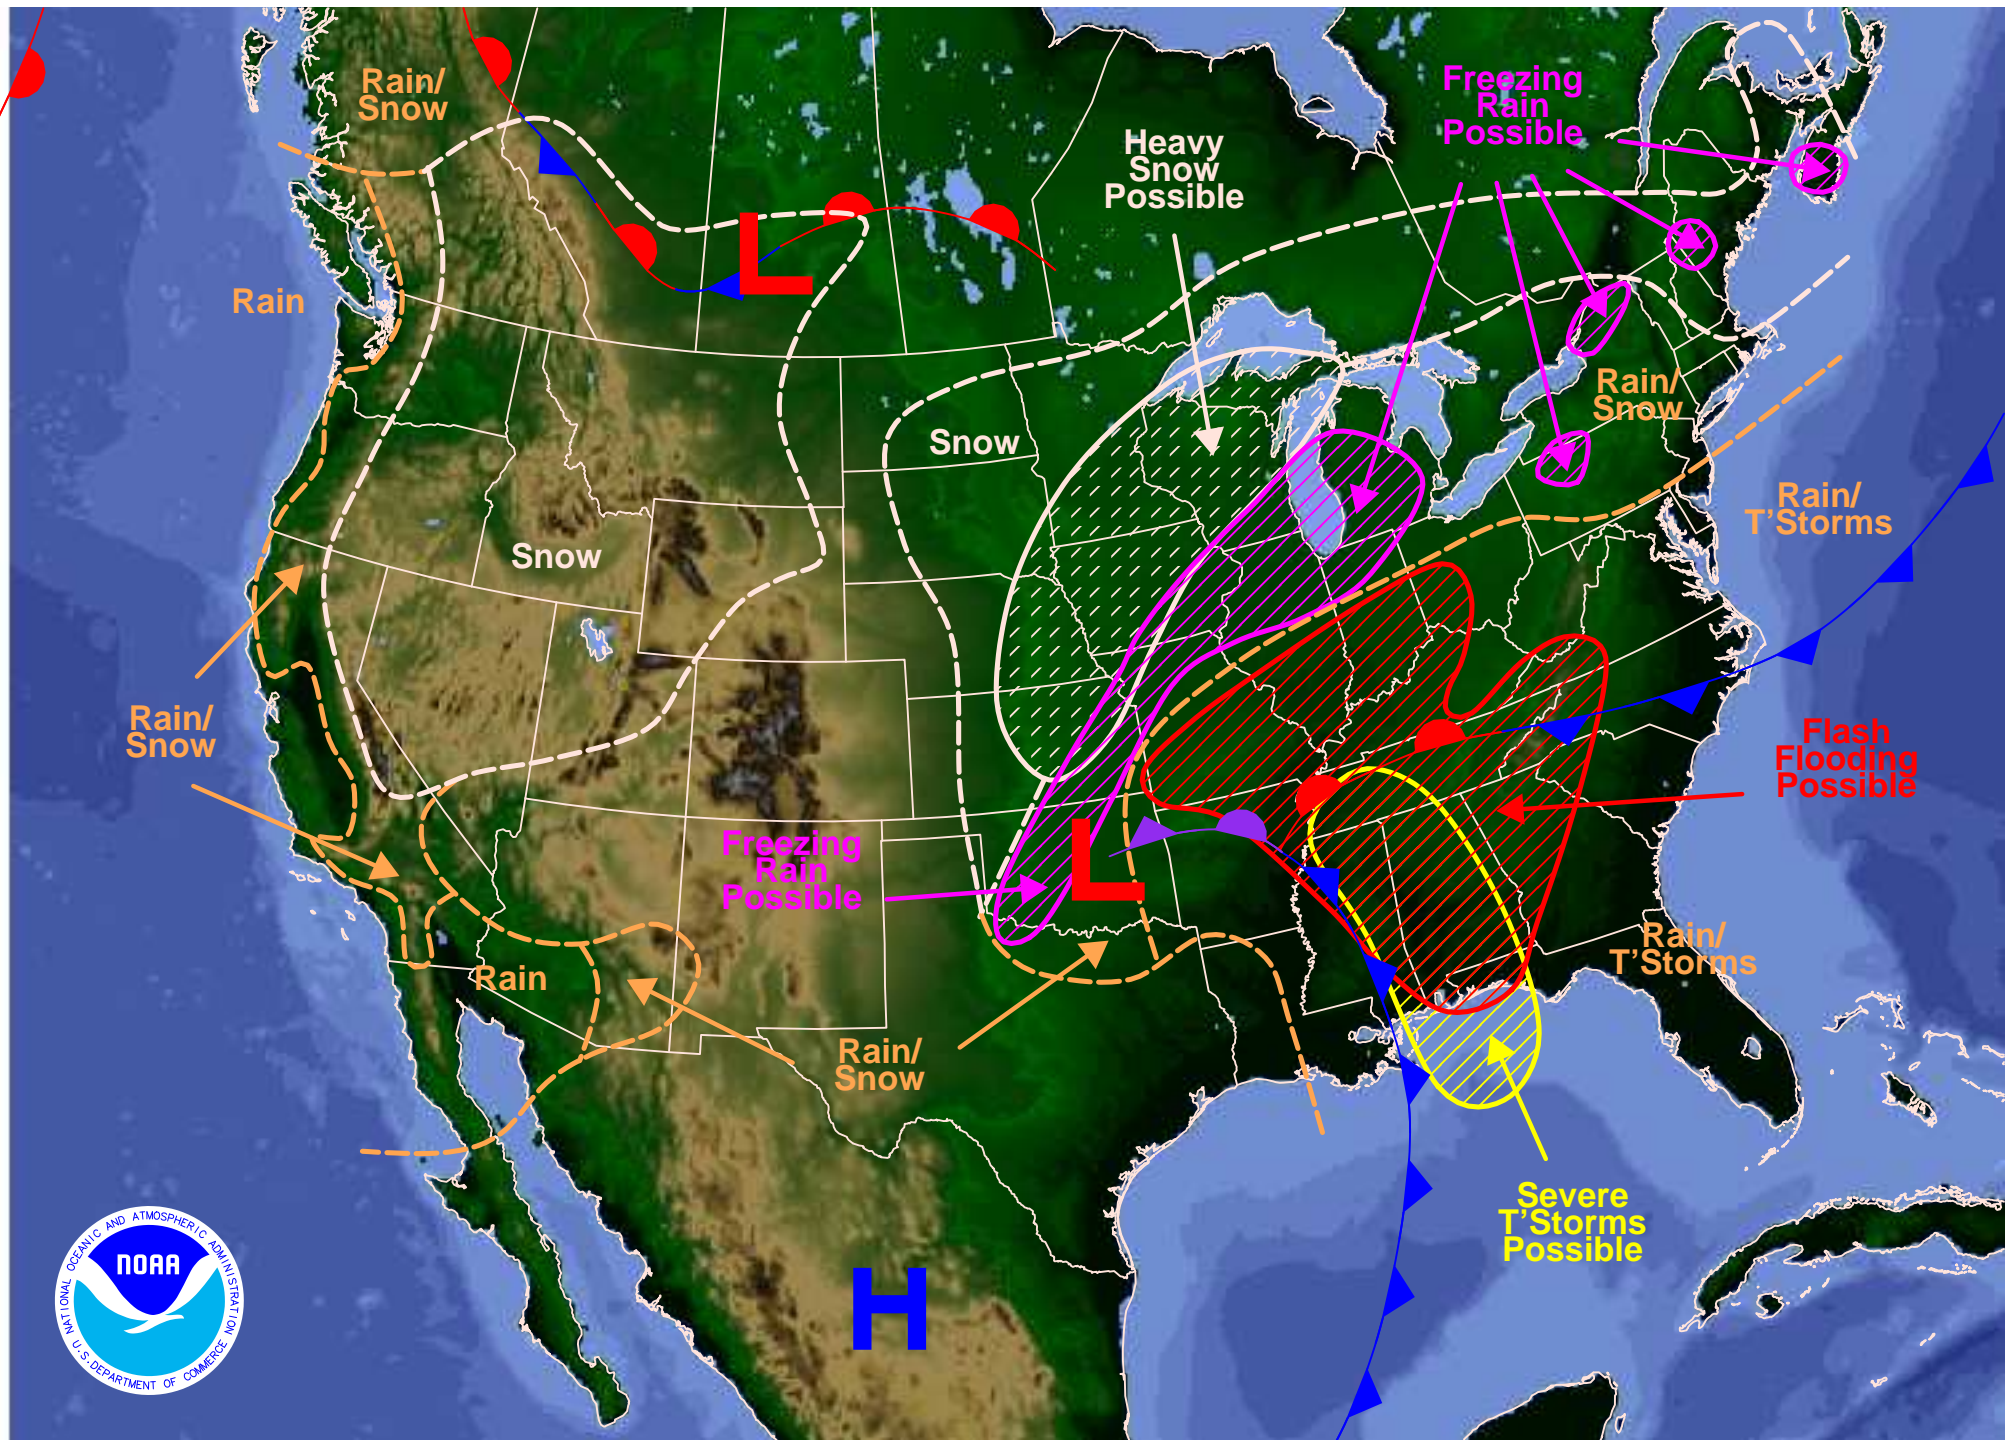 Rain/
Snow
Freezing
Rain
Possible
Heavy
Snow
Possible
L
Rain
Rain/
Snow
Snow
Rain/
T'Storms
Snow
Rain/
Snow
Flash
Flooding
Possible
Freezing
Rain
Possible
L
Rain/
T'Storms
Rain
Rain/
Snow
Severe
T'Storms
Possible
H
NATIONAL OCEANIC AND ATMOSPHERIC ADMINISTRATION
NOAA
U.S. DEPARTMENT OF COMMERCE